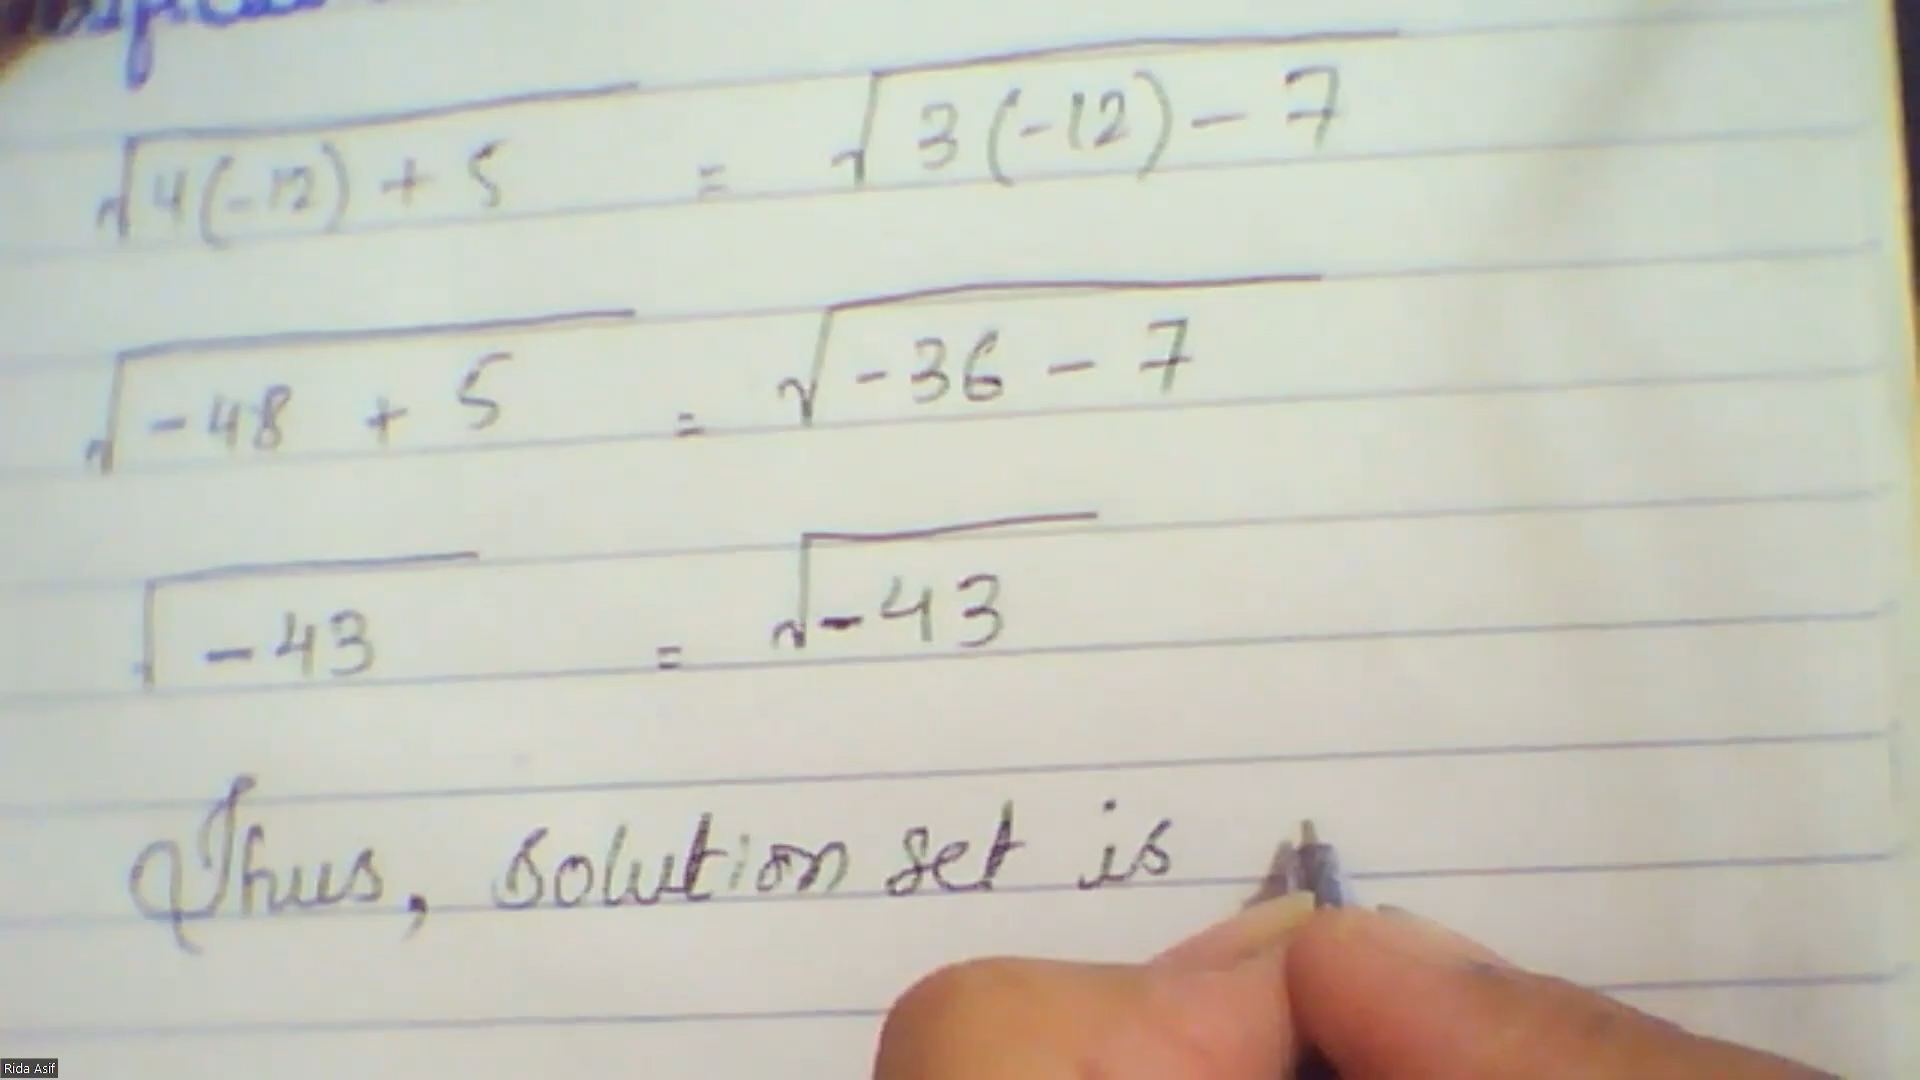 √4(-12) + 5 = √3(-12) - 7
√-48 + 5 = √-36 - 7
√-43 = √-43
Thus, solution set is
Rida Asif